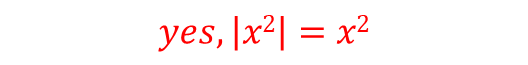 yes, |x²| = x²